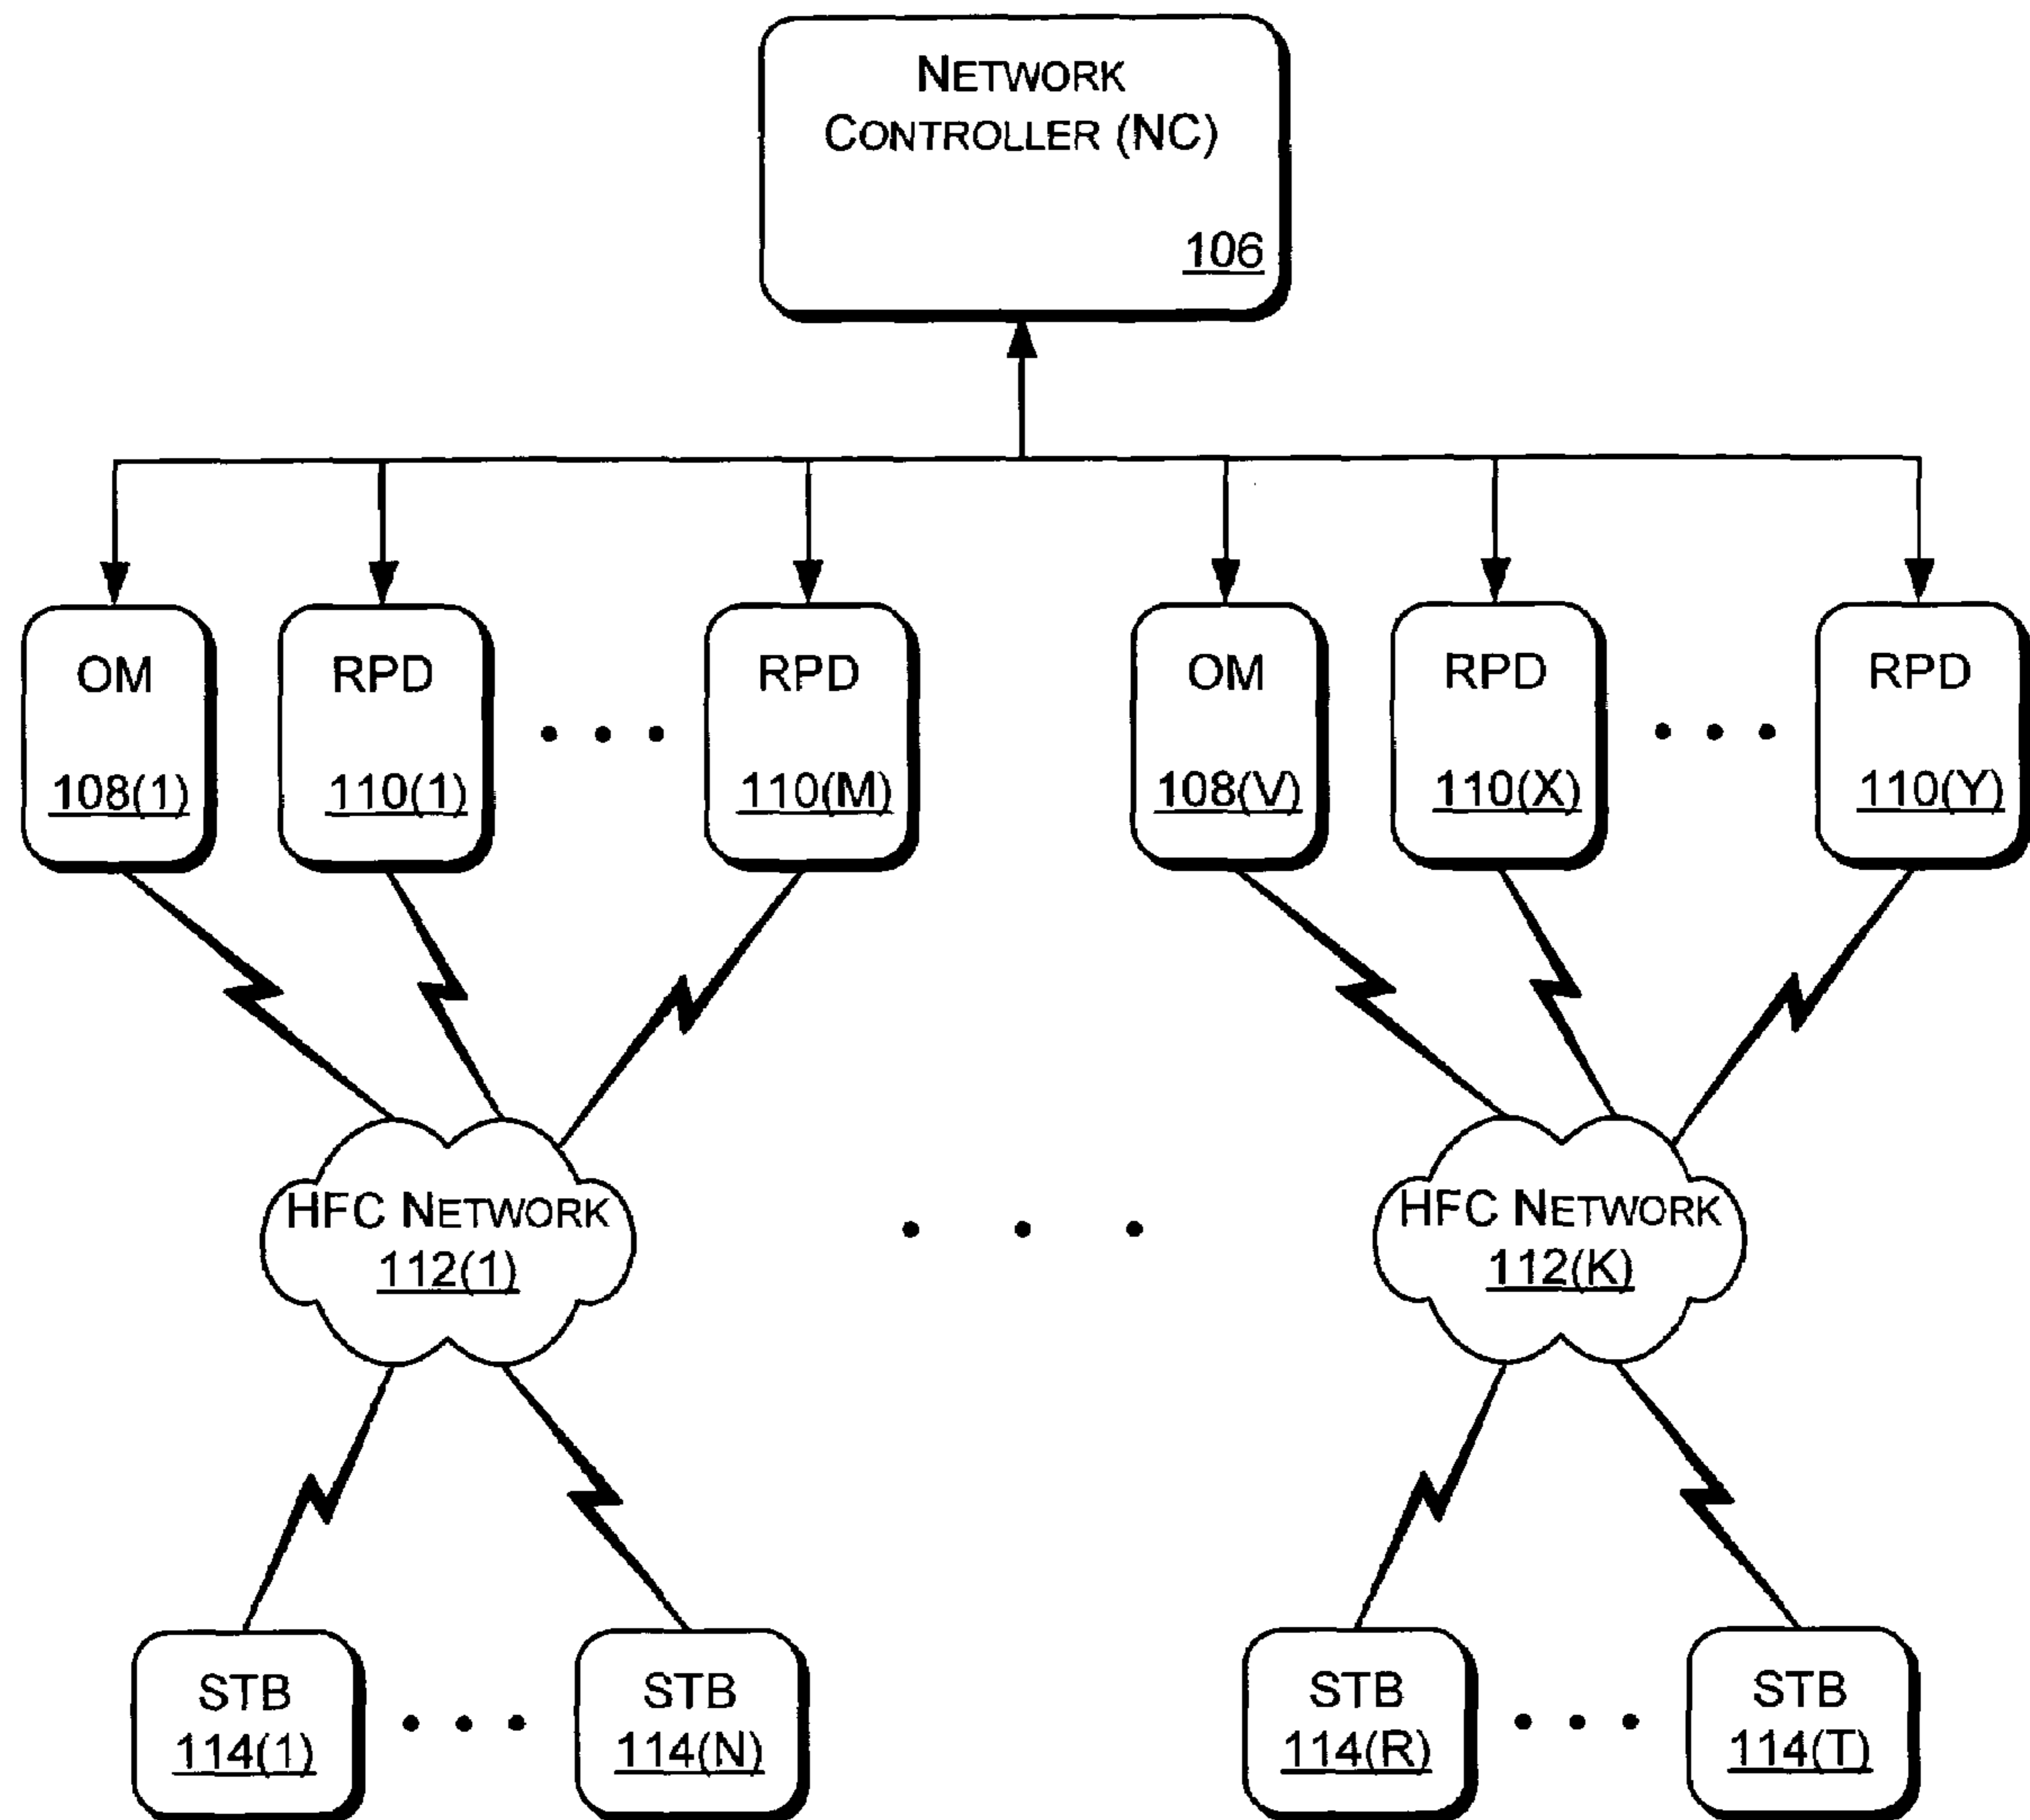 NETWORK
CONTROLLER (NC)
106
OM
108(1)
RPD
110(1)
RPD
110(M)
OM
108(V)
RPD
110(X)
RPD
110(Y)
HFC NETWORK
112(1)
HFC NETWORK
112(K)
STB
114(1)
STB
114(N)
STB
114(R)
STB
114(T)